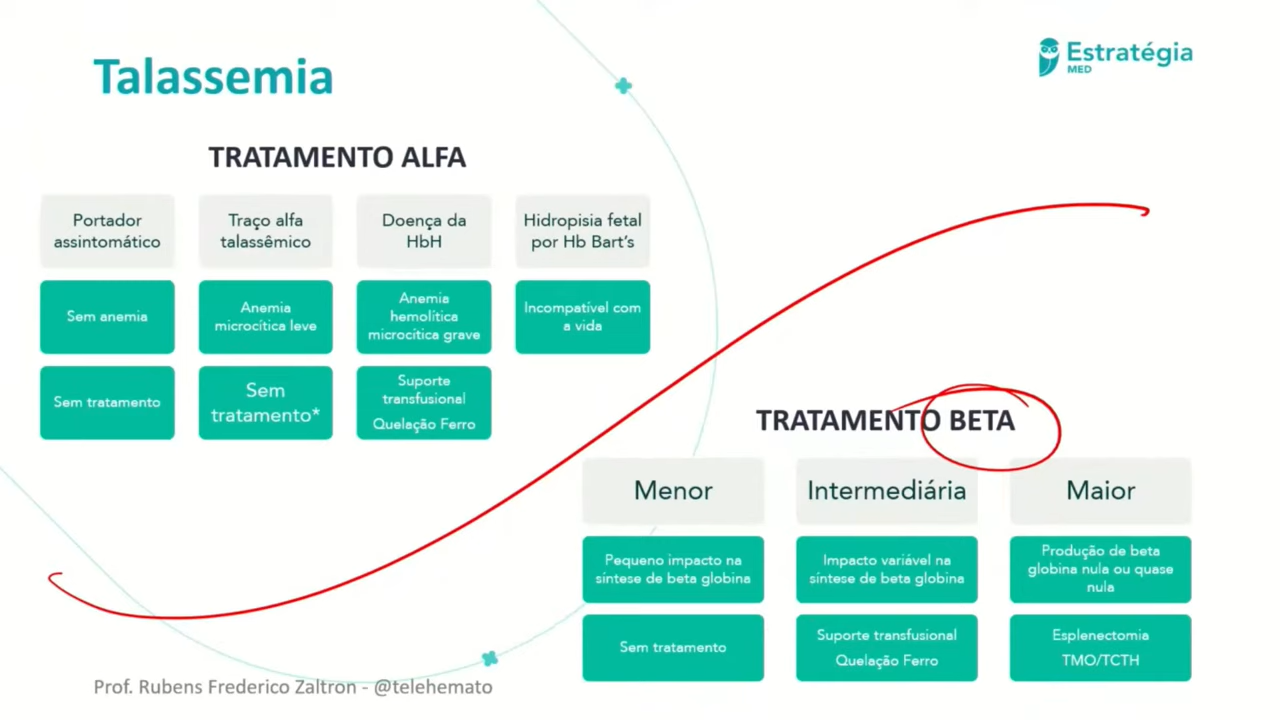 Talassemia
Estratégia
MED
TRATAMENTO ALFA
Portador
assintomático
Traço alfa
talassêmico
Doença da
HbH
Hidropisia fetal
por Hb Bart's
Sem anemia
Anemia
microcítica leve
Anemia
hemolítica
microcítica grave
Incompatível com
a vida
Sem tratamento
Sem
tratamento*
Suporte
transfusional
Quelação Ferro
TRATAMENTO BETA
Menor
Intermediária
Maior
Pequeno impacto na
síntese de beta globina
Impacto variável na
síntese de beta globina
Produção de beta
globina nula ou quase
nula
Sem tratamento
Suporte transfusional
Quelação Ferro
Esplenectomia
TMO/TCTH
Prof. Rubens Frederico Zaltron - @telehemato